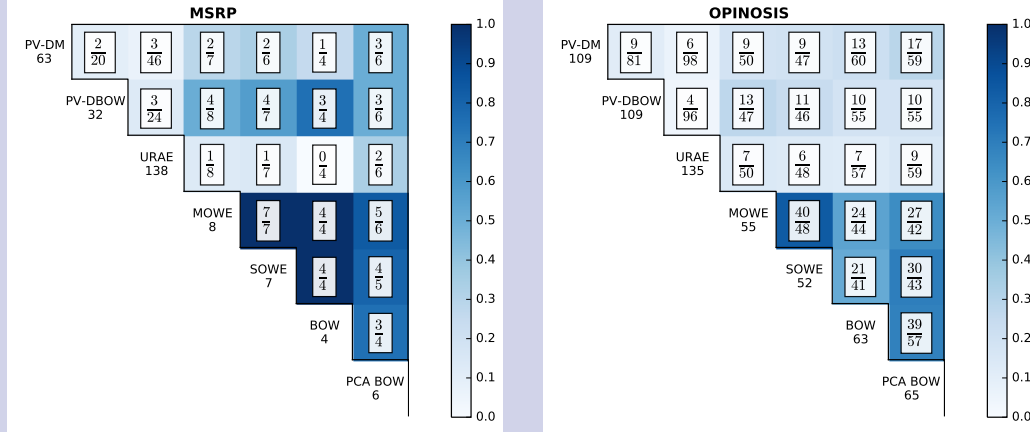 MSRP
PV-DM
63
2/20 3/46 2/7 2/6 1/4 3/6
PV-DBOW
32
3/24 4/8 4/7 3/4 3/6
URAE
138
1/8 1/7 0/4 2/6
MOWE
8
7/7 4/4 5/6
SOWE
7
4/4 4/5
BOW
4
3/4
PCA BOW
6
1.0
0.9
0.8
0.7
0.6
0.5
0.4
0.3
0.2
0.1
0.0
OPINOSIS
PV-DM
109
9/81 6/98 9/50 9/47 13/60 17/59
PV-DBOW
109
4/96 13/47 11/46 10/55 10/55
URAE
135
7/50 6/48 7/57 9/59
MOWE
55
40/48 24/44 27/42
SOWE
52
21/41 30/43
BOW
63
39/57
PCA BOW
65
1.0
0.9
0.8
0.7
0.6
0.5
0.4
0.3
0.2
0.1
0.0